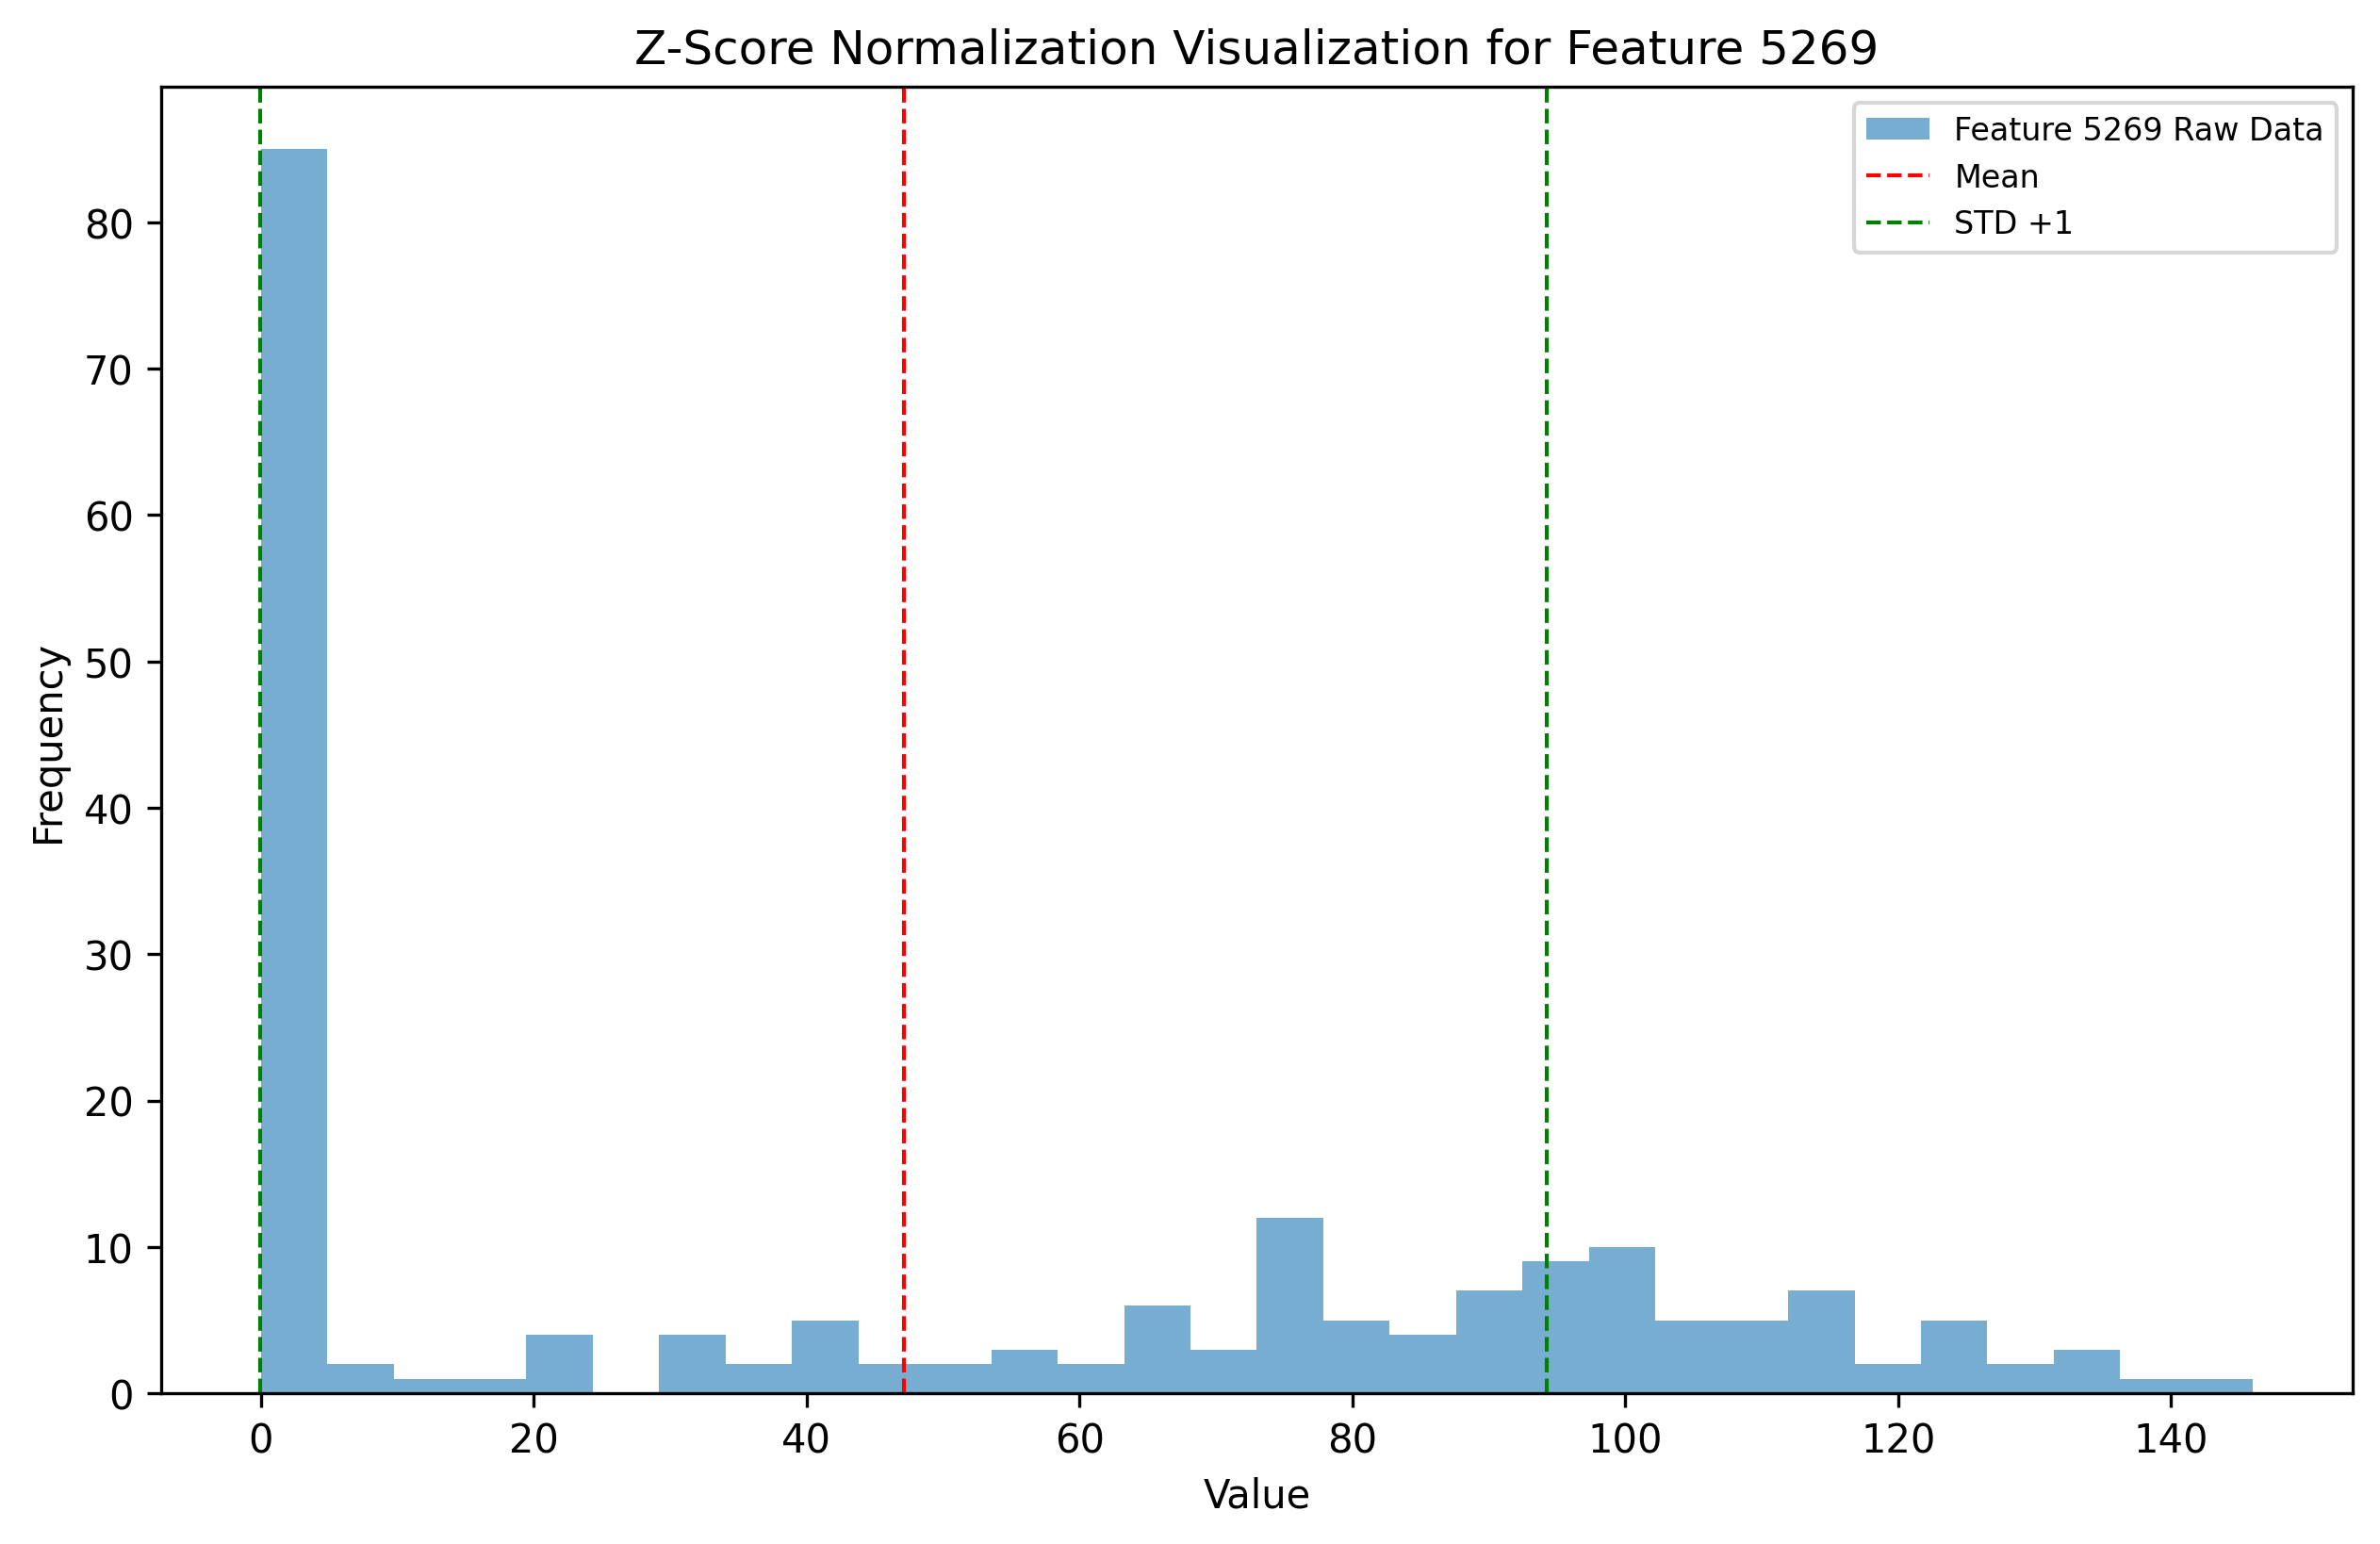 Z-Score Normalization Visualization for Feature 5269
Feature 5269 Raw Data
Mean
STD +1
Frequency
80
70
60
50
40
30
20
10
0
0 20 40 60 80 100 120 140
Value